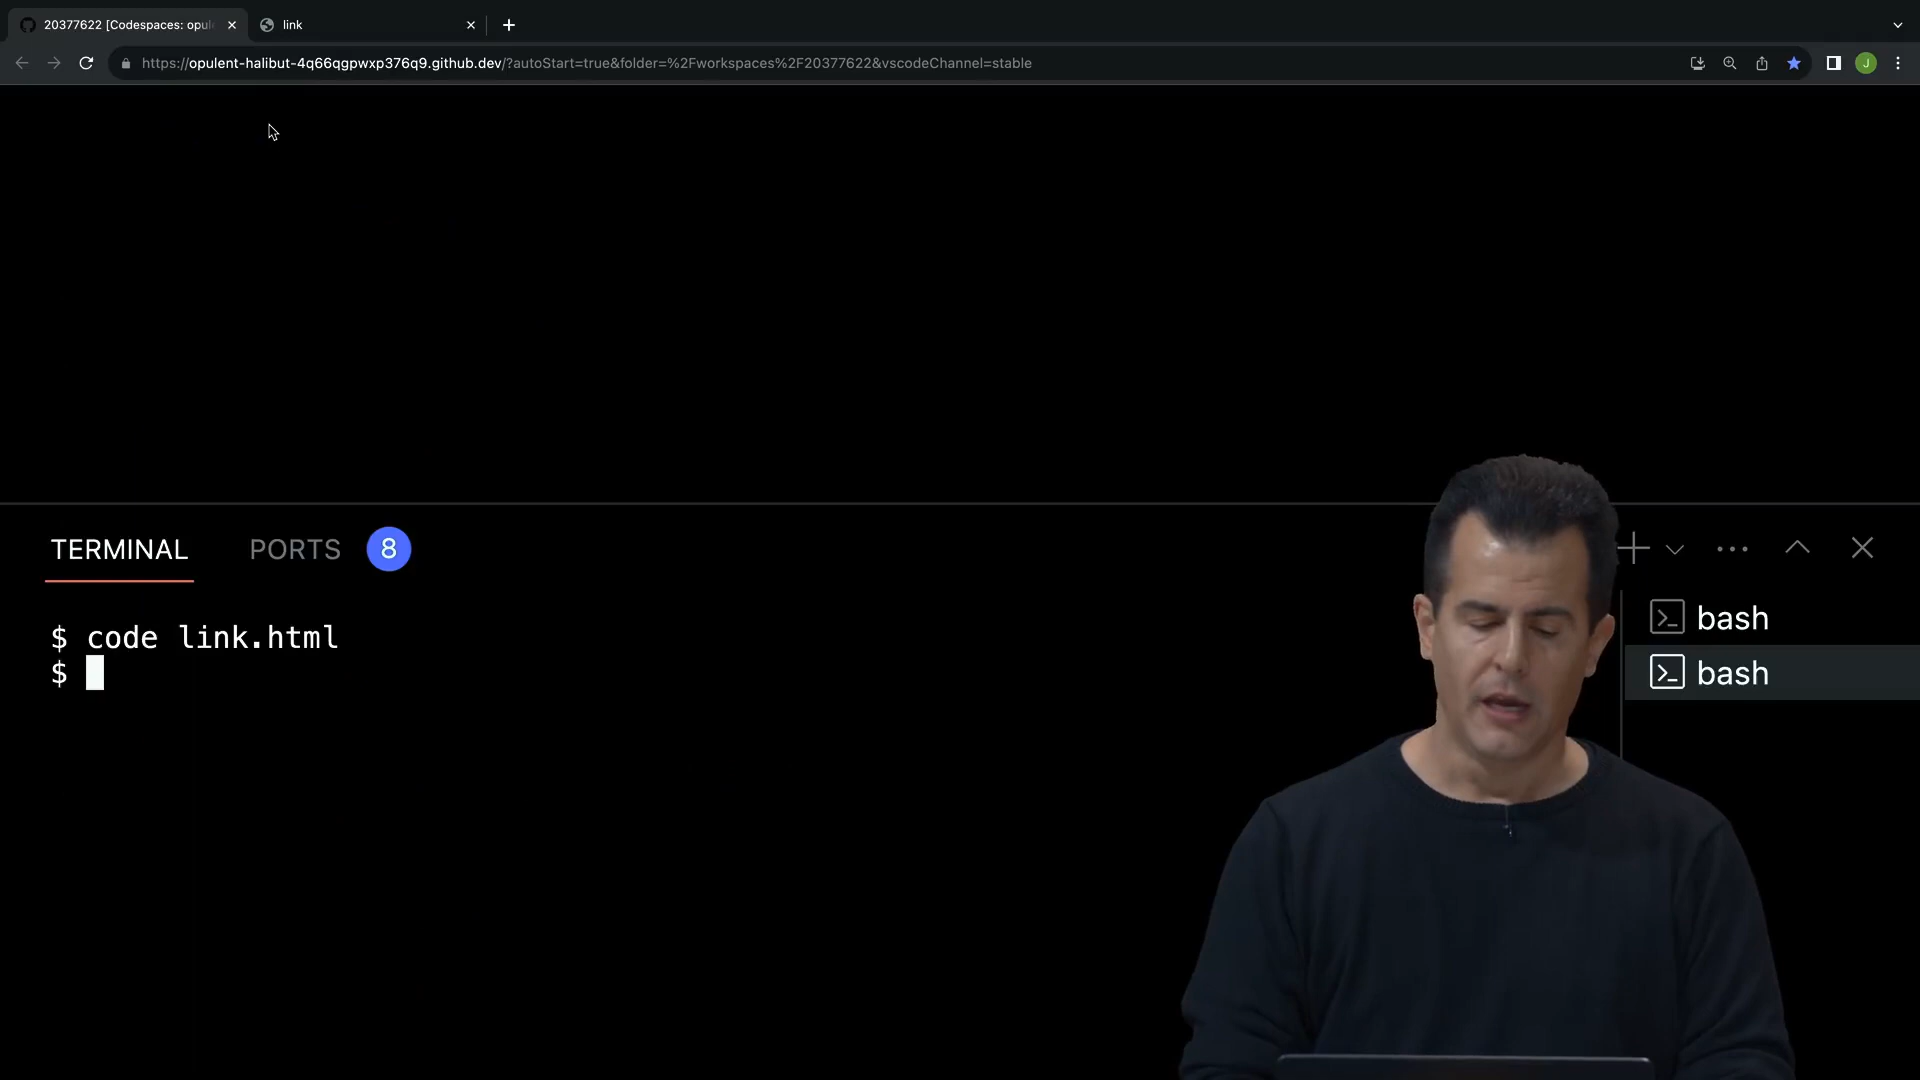 20377622 [Codespaces: opul
link
https://opulent-halibut-4q66qgpwxp376q9.github.dev/?autoStart=true&folder=%2Fworkspaces%2F20377622&vscodeChannel=stable
J
TERMINAL
PORTS
8
bash
bash
$ code link.html
$